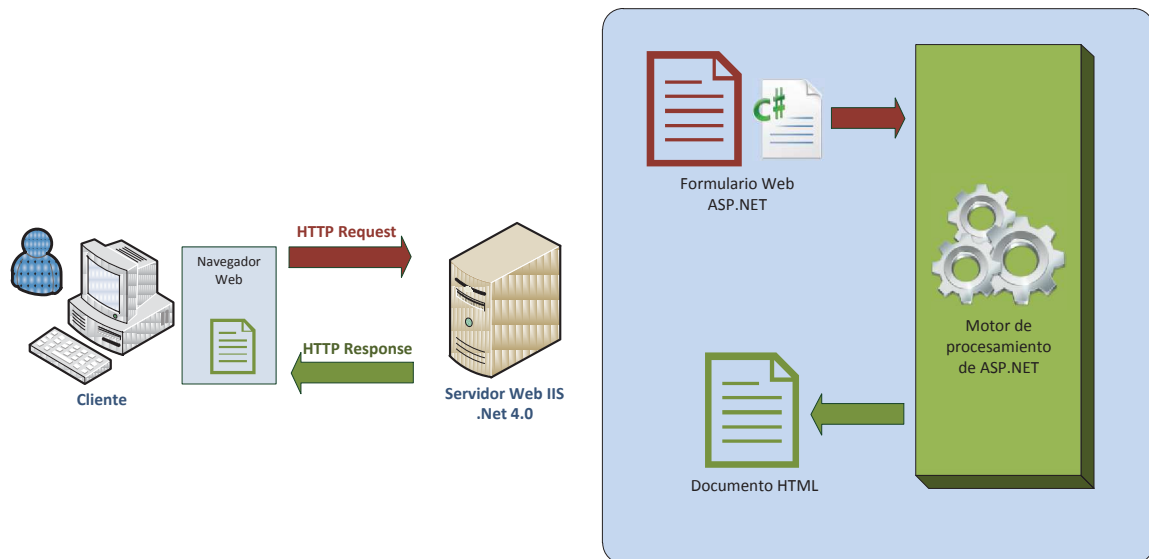 HTTP Request
Navegador
Web
HTTP Response
Cliente
Servidor Web IIS
.Net 4.0
C#
Formulario Web
ASP.NET
Motor de
procesamiento
de ASP.NET
Documento HTML